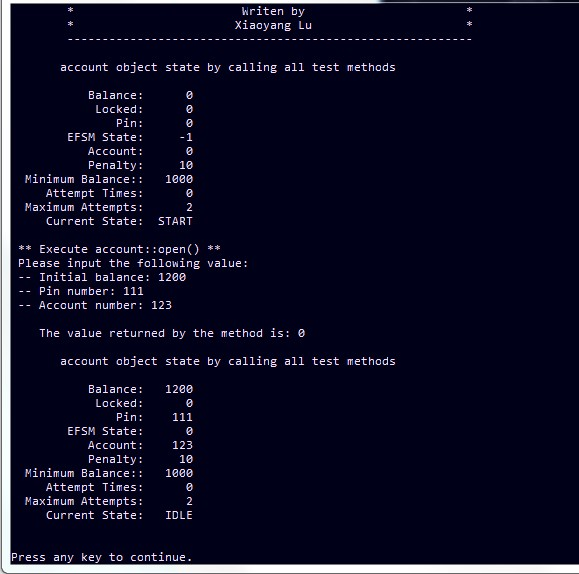 * Writen by *
* Xiaoyang Lu *
----------------------------------------------------------
account object state by calling all test methods
Balance: 0
Locked: 0
Pin: 0
EFSM State: -1
Account: 0
Penalty: 10
Minimum Balance:: 1000
Attempt Times: 0
Maximum Attempts: 2
Current State: START
** Execute account::open() **
Please input the following value:
-- Initial balance: 1200
-- Pin number: 111
-- Account number: 123
The value returned by the method is: 0
account object state by calling all test methods
Balance: 1200
Locked: 0
Pin: 111
EFSM State: 0
Account: 123
Penalty: 10
Minimum Balance:: 1000
Attempt Times: 0
Maximum Attempts: 2
Current State: IDLE
Press any key to continue.